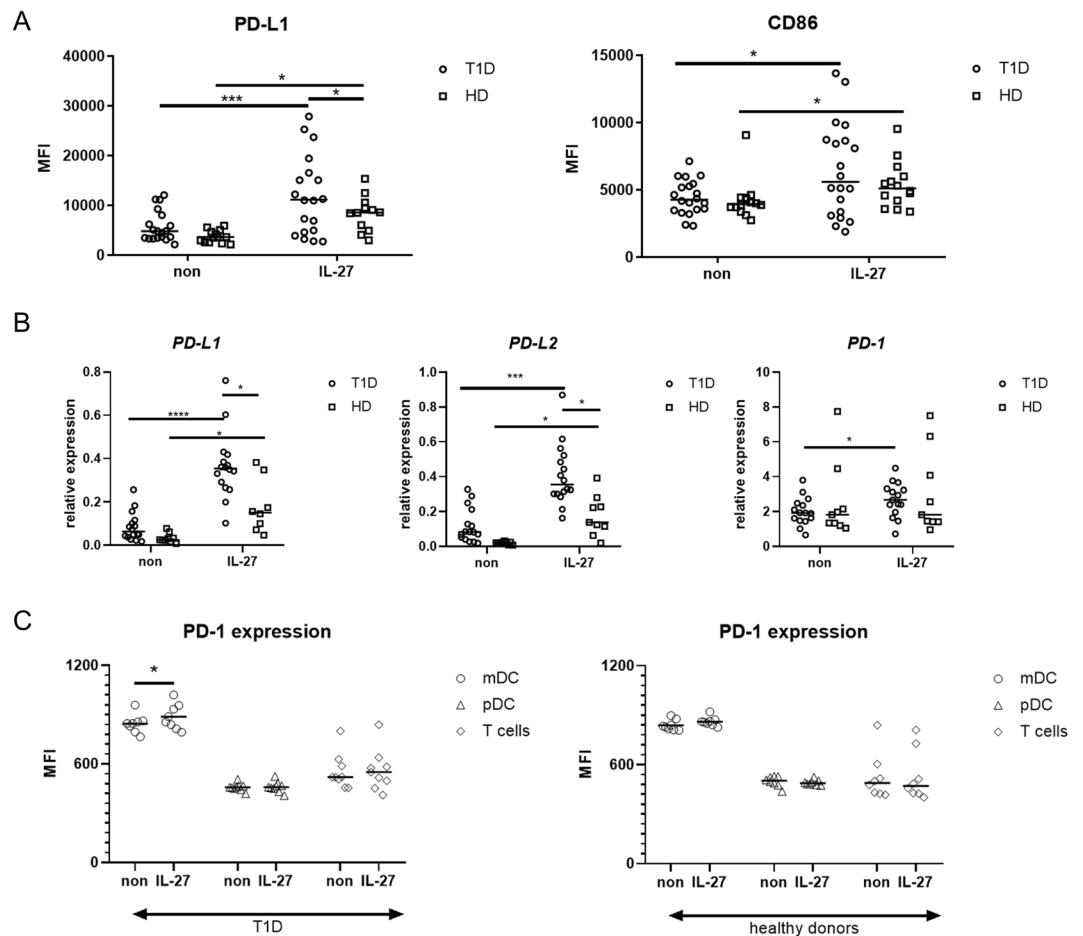 A
PD-L1
MFI
40000
30000
20000
10000
0
***
*
*
non
IL-27
T1D
HD
CD86
MFI
15000
10000
5000
0
*
*
non
IL-27
T1D
HD
B
PD-L1
relative expression
0.8
0.6
0.4
0.2
0.0
****
*
*
non
IL-27
T1D
HD
PD-L2
relative expression
1.0
0.8
0.6
0.4
0.2
0.0
***
*
*
non
IL-27
T1D
HD
PD-1
relative expression
10
8
6
4
2
0
*
non
IL-27
T1D
HD
C
PD-1 expression
MFI
1200
600
0
*
non IL-27
non IL-27
non IL-27
T1D
mDC
pDC
T cells
PD-1 expression
MFI
1200
600
0
non IL-27
non IL-27
non IL-27
healthy donors
mDC
pDC
T cells